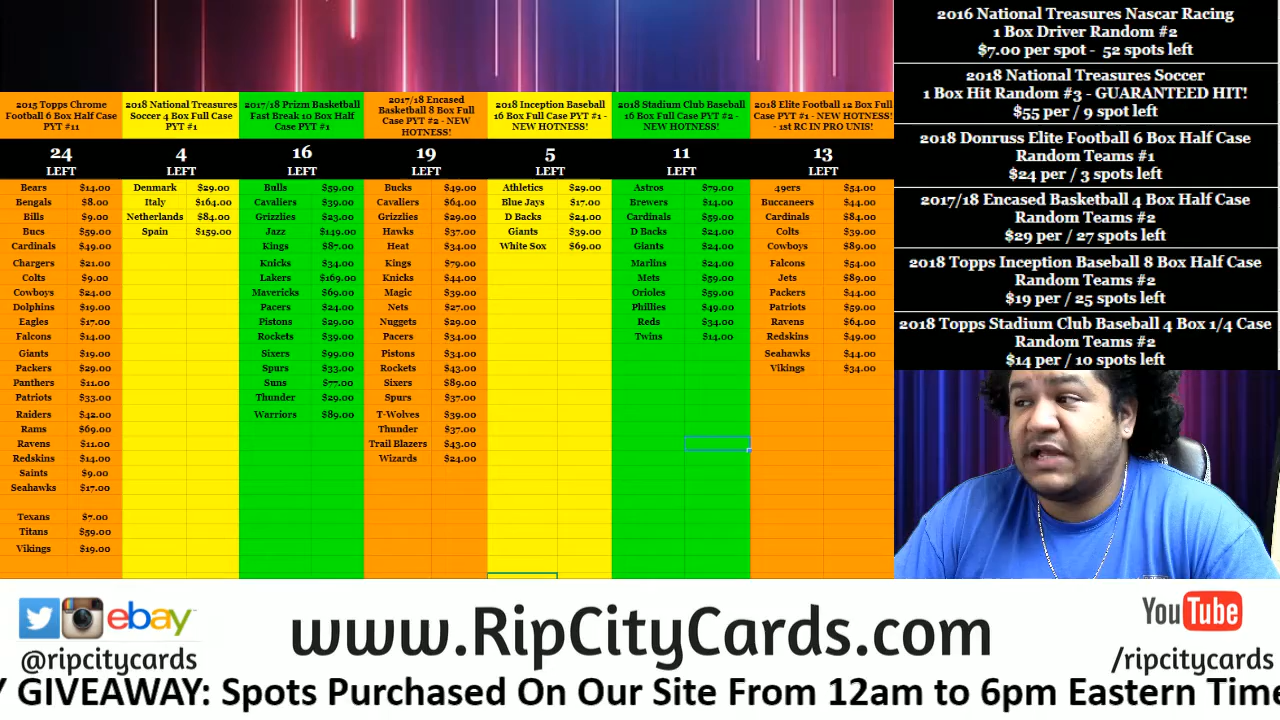 2016 National Treasures Nascar Racing
1 Box Driver Random #2
$7.00 per spot - 52 spots left
2018 National Treasures Soccer
1 Box Hit Random #3 - GUARANTEED HIT!
$55 per / 9 spot left
2018 Donruss Elite Football 6 Box Half Case
Random Teams #1
$24 per / 3 spots left
2017/18 Encased Basketball 4 Box Half Case
Random Teams #2
$29 per / 27 spots left
2018 Topps Inception Baseball 8 Box Half Case
Random Teams #2
$19 per / 25 spots left
2018 Topps Stadium Club Baseball 4 Box 1/4 Case
Random Teams #2
$14 per / 10 spots left
2015 Topps Chrome
Football 6 Box Half Case
PYT #11
24
LEFT
Bears $14.00
Bengals $8.00
Bills $9.00
Bucs $59.00
Cardinals $49.00
Chargers $21.00
Colts $9.00
Cowboys $24.00
Dolphins $19.00
Eagles $17.00
Falcons $14.00
Giants $19.00
Packers $29.00
Panthers $11.00
Patriots $33.00
Raiders $42.00
Rams $69.00
Ravens $11.00
Redskins $14.00
Saints $9.00
Seahawks $17.00
Texans $7.00
Titans $59.00
Vikings $19.00
2018 National Treasures
Soccer 4 Box Full Case
PYT #1
4
LEFT
Denmark $29.00
Italy $164.00
Netherlands $84.00
Spain $159.00
2017/18 Prizm Basketball
Fast Break 10 Box Half
Case PYT #1
16
LEFT
Bulls $59.00
Cavaliers $39.00
Grizzlies $23.00
Jazz $149.00
Kings $87.00
Knicks $34.00
Lakers $169.00
Mavericks $69.00
Pacers $24.00
Pistons $29.00
Rockets $39.00
Sixers $99.00
Spurs $33.00
Suns $77.00
Thunder $29.00
Warriors $89.00
2017/18 Encased
Basketball 8 Box Full
Case PYT #2 - NEW
HOTNESS!
19
LEFT
Bucks $49.00
Cavaliers $64.00
Grizzlies $29.00
Hawks $37.00
Heat $34.00
Kings $79.00
Knicks $44.00
Magic $39.00
Nets $27.00
Nuggets $29.00
Pacers $34.00
Pistons $34.00
Rockets $43.00
Sixers $89.00
Spurs $37.00
T-Wolves $39.00
Thunder $37.00
Trail Blazers $43.00
Wizards $24.00
2018 Inception Baseball
16 Box Full Case PYT #1 -
NEW HOTNESS!
5
LEFT
Athletics $29.00
Blue Jays $17.00
D Backs $24.00
Giants $39.00
White Sox $69.00
2018 Stadium Club Baseball
16 Box Full Case PYT #2 -
NEW HOTNESS!
11
LEFT
Astros $79.00
Brewers $14.00
Cardinals $59.00
D Backs $24.00
Giants $24.00
Marlins $24.00
Mets $59.00
Orioles $59.00
Phillies $49.00
Reds $34.00
Twins $14.00
2018 Elite Football 12 Box Full
Case PYT #1 - NEW HOTNESS!
- 1st RC IN PRO UNIS!
13
LEFT
49ers $54.00
Buccaneers $44.00
Cardinals $84.00
Colts $39.00
Cowboys $89.00
Falcons $54.00
Jets $89.00
Packers $44.00
Patriots $59.00
Ravens $64.00
Redskins $49.00
Seahawks $44.00
Vikings $34.00
ebay
@ripcitycards
www.RipCityCards.com
YouTube
/ripcitycards
Y GIVEAWAY: Spots Purchased On Our Site From 12am to 6pm Eastern Time